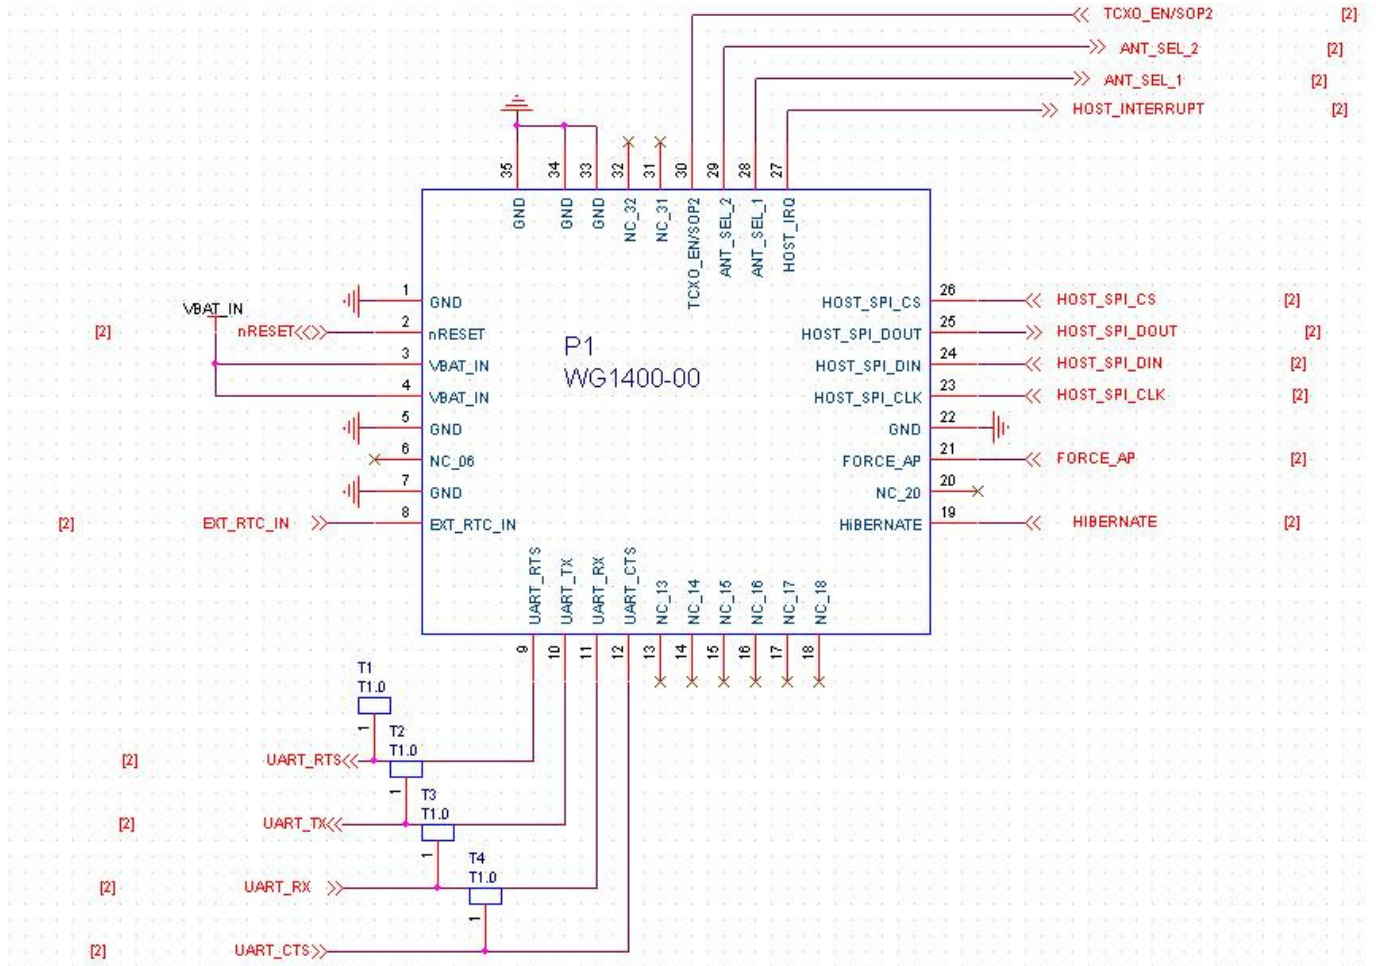 TCXO_EN/SOP2 [2]
ANT_SEL_2 [2]
ANT_SEL_1 [2]
HOST_INTERRUPT [2]
35 34 33 32 31 30 29 28 27
GND GND GND NC_32 NC_31 TCXO_EN/SOP2 ANT_SEL_2 ANT_SEL_1 HOST_IRQ
VBAT_IN
1 GND
[2] nRESET 2 nRESET
3 VBAT_IN
4 VBAT_IN
5 GND
6 NC_06
7 GND
[2] EXT_RTC_IN 8 EXT_RTC_IN
P1
WG1400-00
HOST_SPI_CS 26 HOST_SPI_CS [2]
HOST_SPI_DOUT 25 HOST_SPI_DOUT [2]
HOST_SPI_DIN 24 HOST_SPI_DIN [2]
HOST_SPI_CLK 23 HOST_SPI_CLK [2]
GND 22
FORCE_AP 21 FORCE_AP [2]
NC_20 20
HiBERNATE 19 HIBERNATE [2]
UART_RTS UART_TX UART_RX UART_CTS NC_13 NC_14 NC_15 NC_16 NC_17 NC_18
9 10 11 12 13 14 15 16 17 18
T1
T1.0
1
T2
T1.0
[2] UART_RTS
1
T3
T1.0
[2] UART_TX
1
T4
T1.0
[2] UART_RX
1
[2] UART_CTS